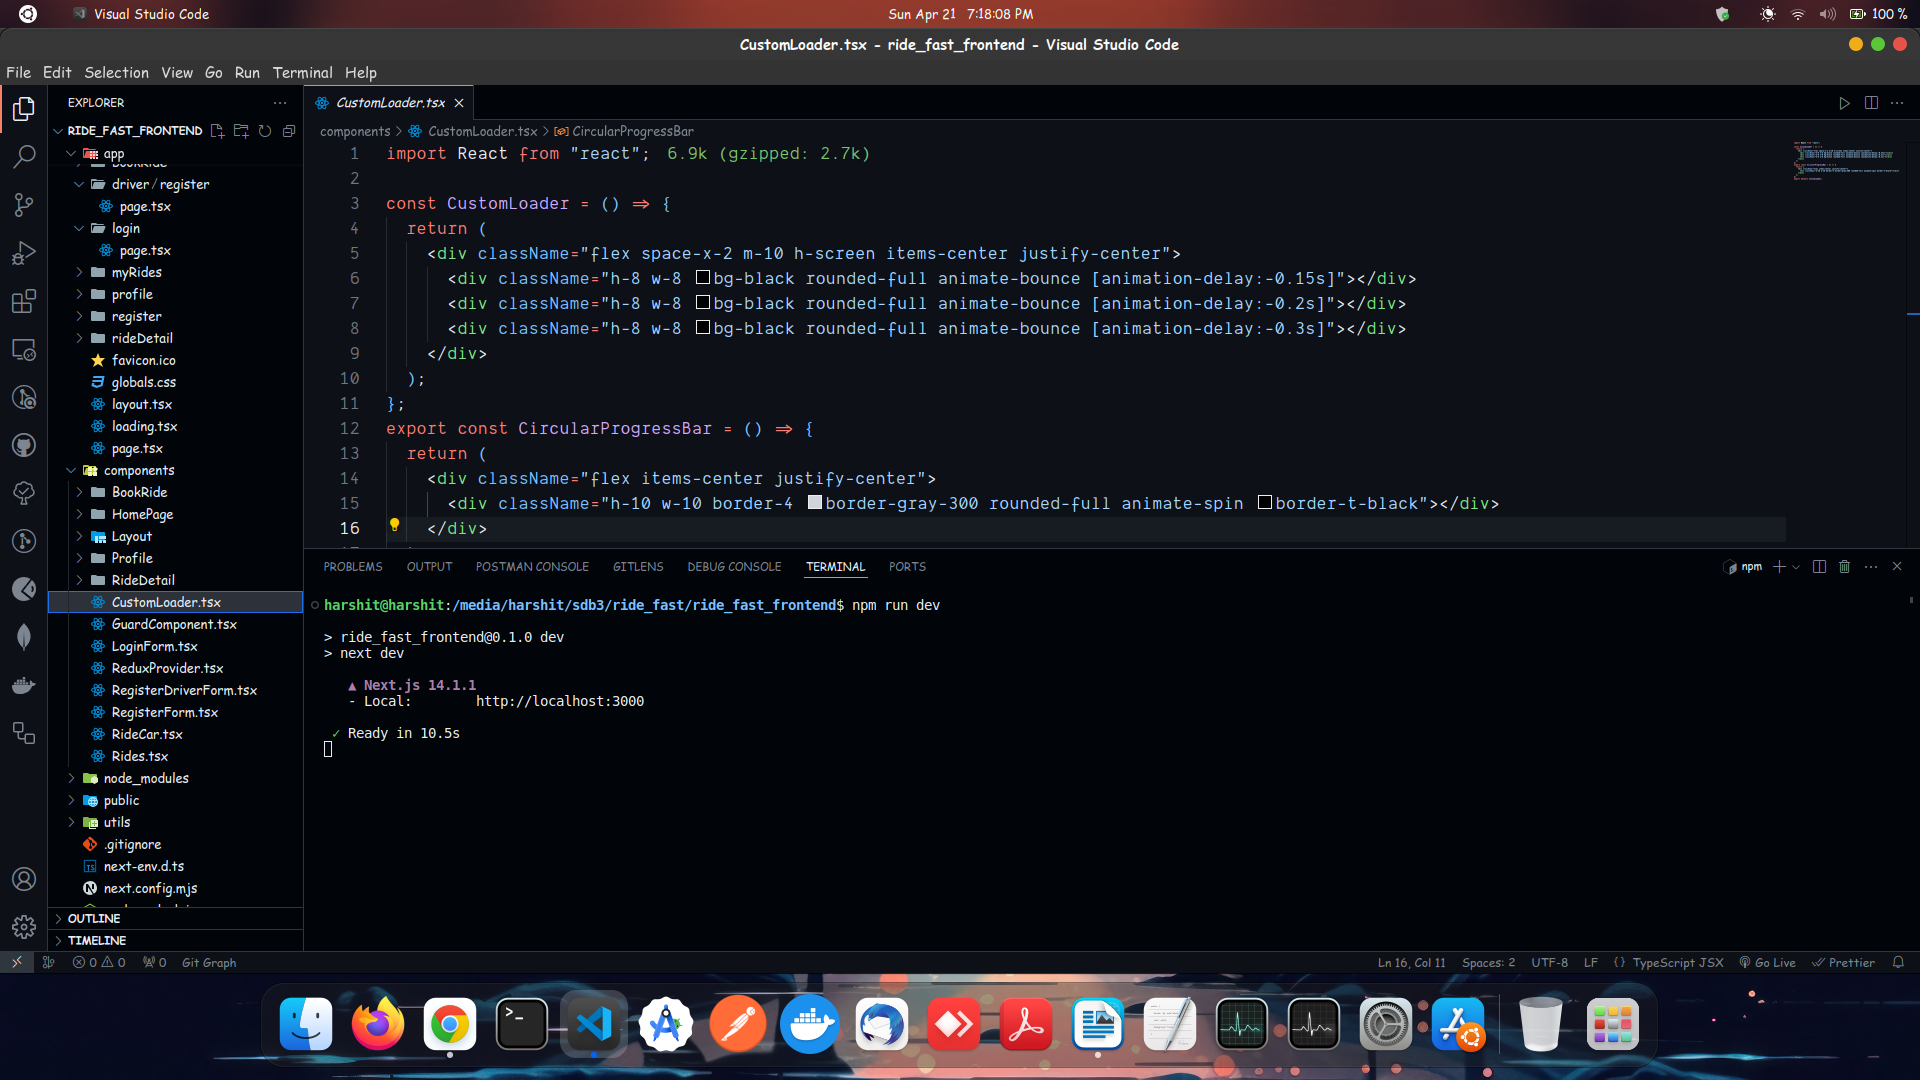 Visual Studio Code
Sun Apr 21 7:18:08 PM
100 %
CustomLoader.tsx - ride_fast_frontend - Visual Studio Code
File Edit Selection View Go Run Terminal Help
EXPLORER
RIDE_FAST_FRONTEND
app
BookRide
driver / register
page.tsx
login
page.tsx
myRides
profile
register
rideDetail
favicon.ico
globals.css
layout.tsx
loading.tsx
page.tsx
components
BookRide
HomePage
Layout
Profile
RideDetail
CustomLoader.tsx
GuardComponent.tsx
LoginForm.tsx
ReduxProvider.tsx
RegisterDriverForm.tsx
RegisterForm.tsx
RideCar.tsx
Rides.tsx
node_modules
public
utils
.gitignore
next-env.d.ts
next.config.mjs
OUTLINE
TIMELINE
CustomLoader.tsx
components > CustomLoader.tsx > CircularProgressBar
1 import React from "react"; 6.9k (gzipped: 2.7k)
2
3 const CustomLoader = () => {
4 return (
5 <div className="flex space-x-2 m-10 h-screen items-center justify-center">
6 <div className="h-8 w-8 bg-black rounded-full animate-bounce [animation-delay:-0.15s]"></div>
7 <div className="h-8 w-8 bg-black rounded-full animate-bounce [animation-delay:-0.2s]"></div>
8 <div className="h-8 w-8 bg-black rounded-full animate-bounce [animation-delay:-0.3s]"></div>
9 </div>
10 );
11 };
12 export const CircularProgressBar = () => {
13 return (
14 <div className="flex items-center justify-center">
15 <div className="h-10 w-10 border-4 border-gray-300 rounded-full animate-spin border-t-black"></div>
16 </div>
PROBLEMS OUTPUT POSTMAN CONSOLE GITLENS DEBUG CONSOLE TERMINAL PORTS
npm
harshit@harshit:/media/harshit/sdb3/ride_fast/ride_fast_frontend$ npm run dev
> ride_fast_frontend@0.1.0 dev
> next dev
▲ Next.js 14.1.1
- Local: http://localhost:3000
✓ Ready in 10.5s
0 0 0 Git Graph
Ln 16, Col 11 Spaces: 2 UTF-8 LF {} TypeScript JSX Go Live Prettier